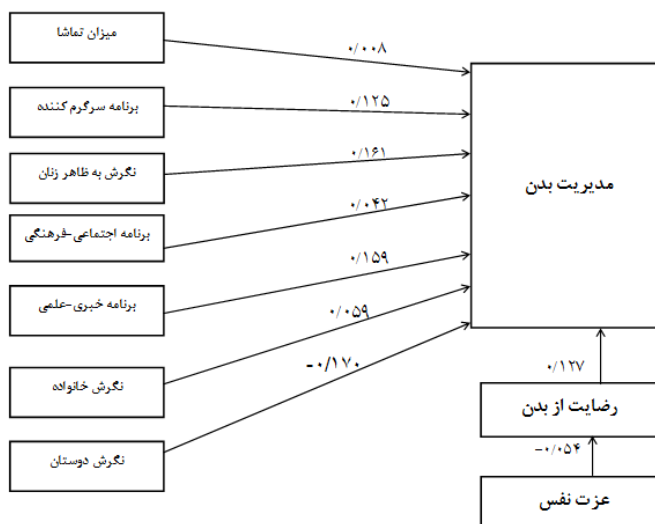 میزان تماشا
۰/۰۰۸
برنامه سرگرم کننده
۰/۱۲۵
نگرش به ظاهر زنان
۰/۱۶۱
برنامه اجتماعی-فرهنگی
۰/۰۴۲
برنامه خبری-علمی
۰/۱۵۹
نگرش خانواده
۰/۰۵۹
نگرش دوستان
-۰/۱۷۰
مدیریت بدن
۰/۱۲۷
رضایت از بدن
-۰/۰۵۴
عزت نفس